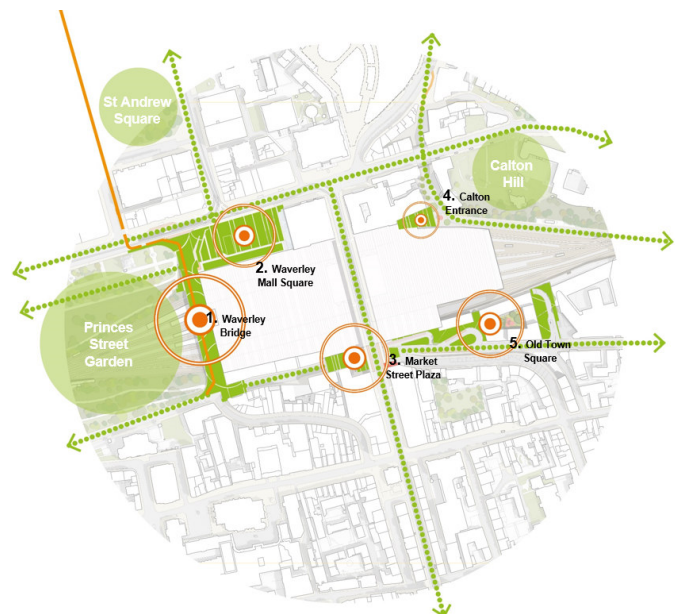 St Andrew
Square
Calton
Hill
4. Calton
Entrance
2. Waverley
Mall Square
1. Waverley
Bridge
Princes
Street
Garden
3. Market
Street Plaza
5. Old Town
Square